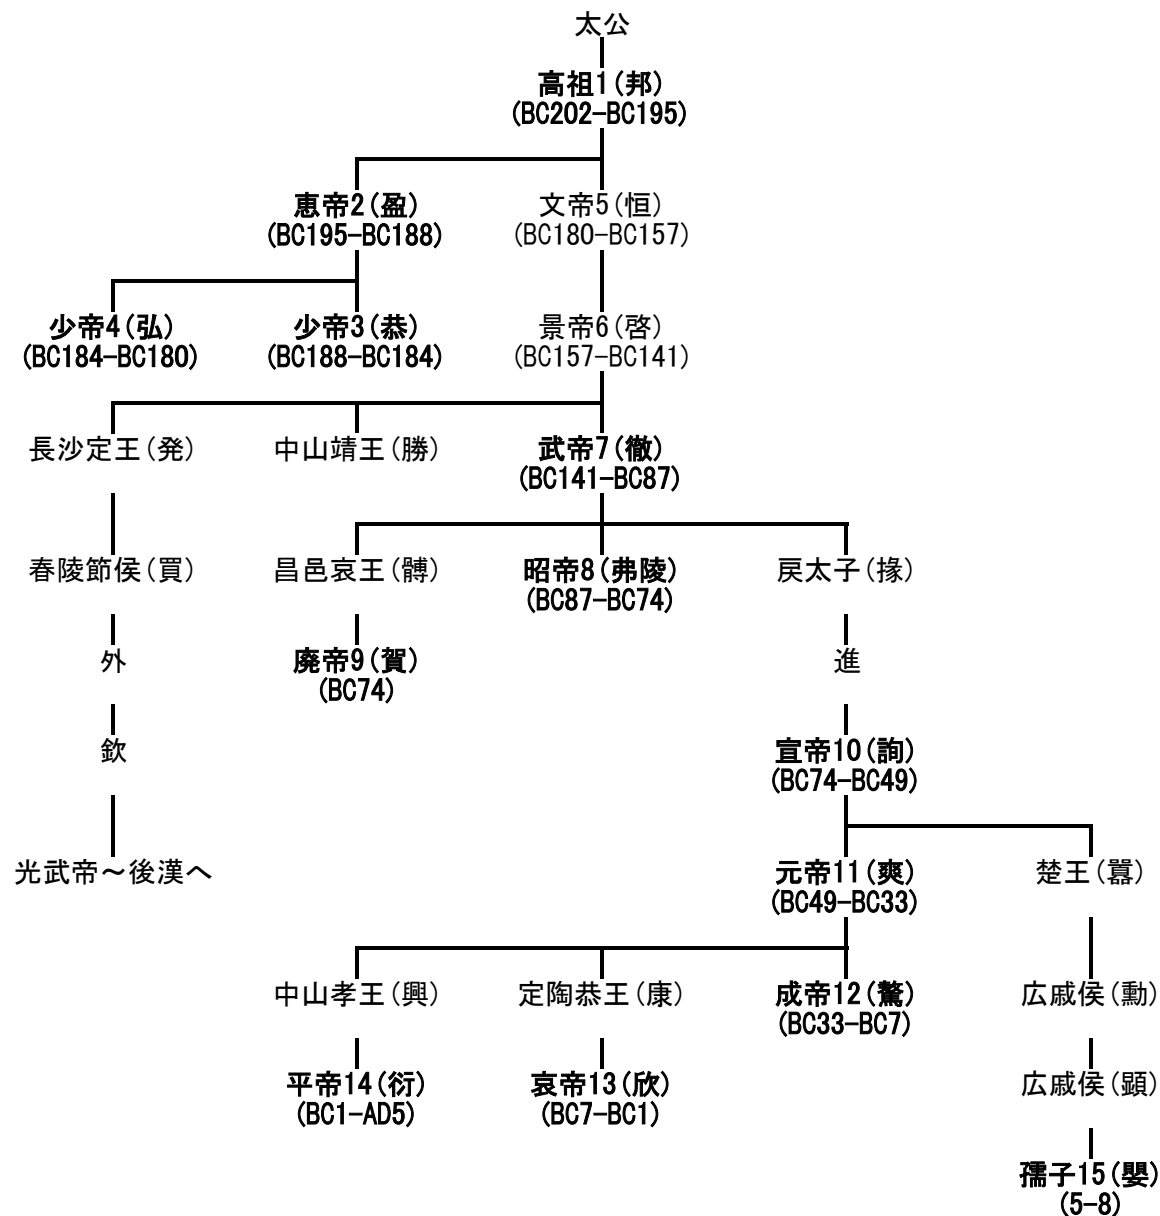 太公
高祖1(邦)
(BC202-BC195)
恵帝2(盈)
(BC195-BC188)
文帝5(恒)
(BC180-BC157)
少帝4(弘)
(BC184-BC180)
少帝3(恭)
(BC188-BC184)
景帝6(啓)
(BC157-BC141)
長沙定王(発)
中山靖王(勝)
武帝7(徹)
(BC141-BC87)
春陵節侯(買)
昌邑哀王(髆)
昭帝8(弗陵)
(BC87-BC74)
戻太子(掾)
外
廃帝9(賀)
(BC74)
進
欽
宣帝10(詢)
(BC74-BC49)
光武帝~後漢へ
元帝11(爽)
(BC49-BC33)
楚王(囂)
中山孝王(興)
定陶恭王(康)
成帝12(驁)
(BC33-BC7)
広戚侯(勳)
平帝14(衍)
(BC1-AD5)
哀帝13(欣)
(BC7-BC1)
広戚侯(顕)
孺子15(嬰)
(5-8)